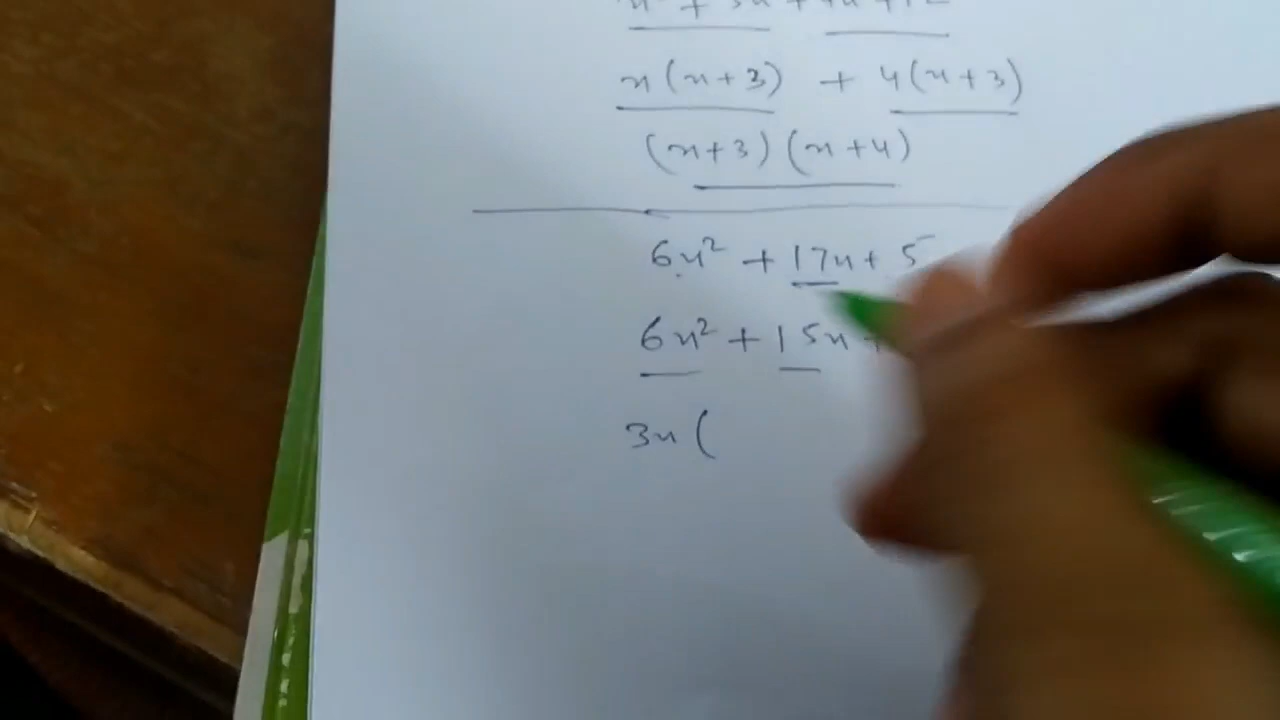 x(x+3) + 4(x+3)
(x+3)(x+4)
6x² + 17x + 5
6x² + 15x +
3x (